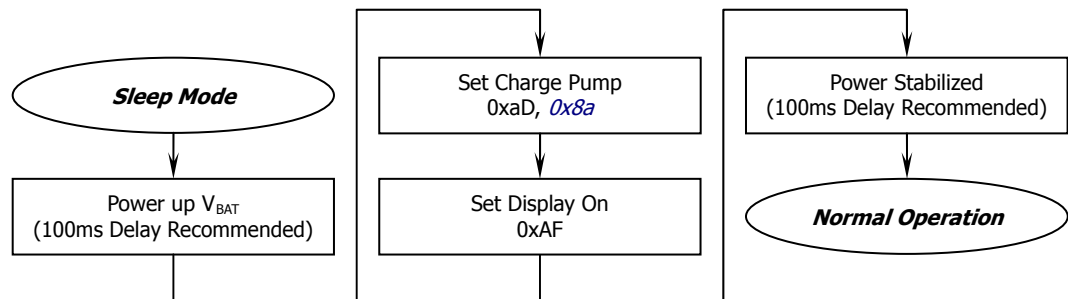 Sleep Mode
Power up VBAT
(100ms Delay Recommended)
Set Charge Pump
0xaD, 0x8a
Set Display On
0xAF
Power Stabilized
(100ms Delay Recommended)
Normal Operation